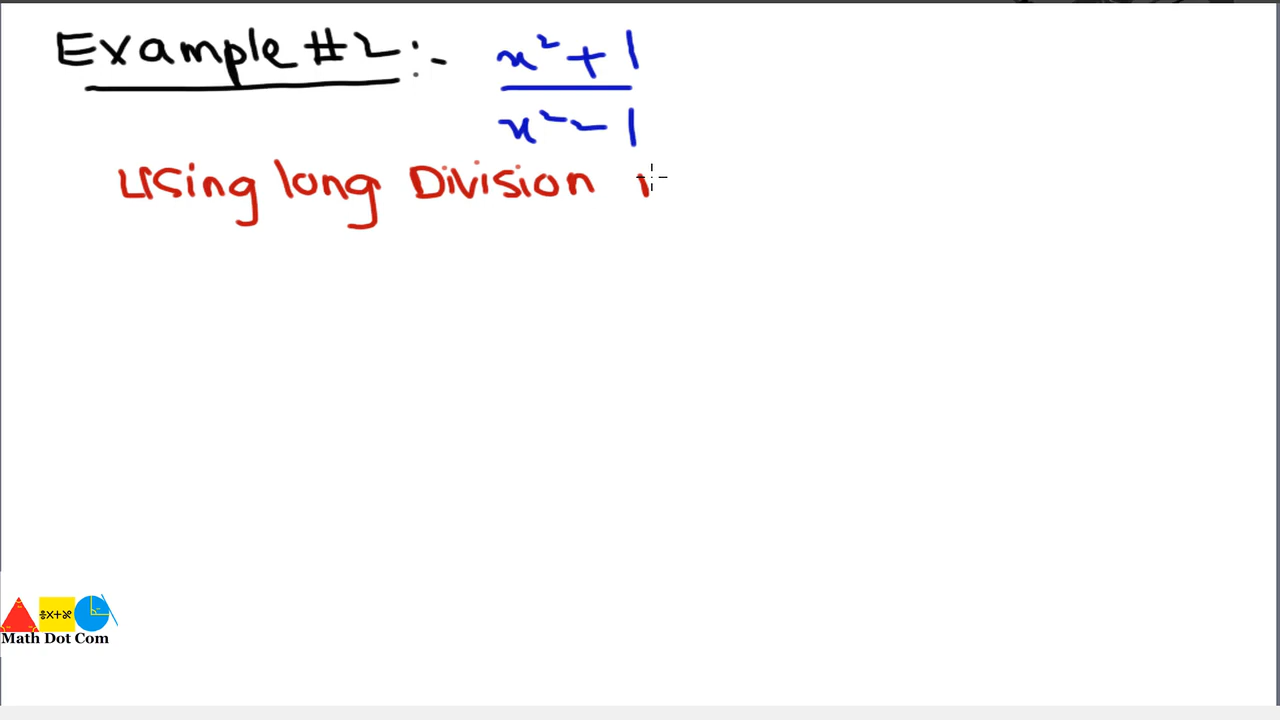 Example #2:- x² + 1
x² - 1
Using long Division
Math Dot Com